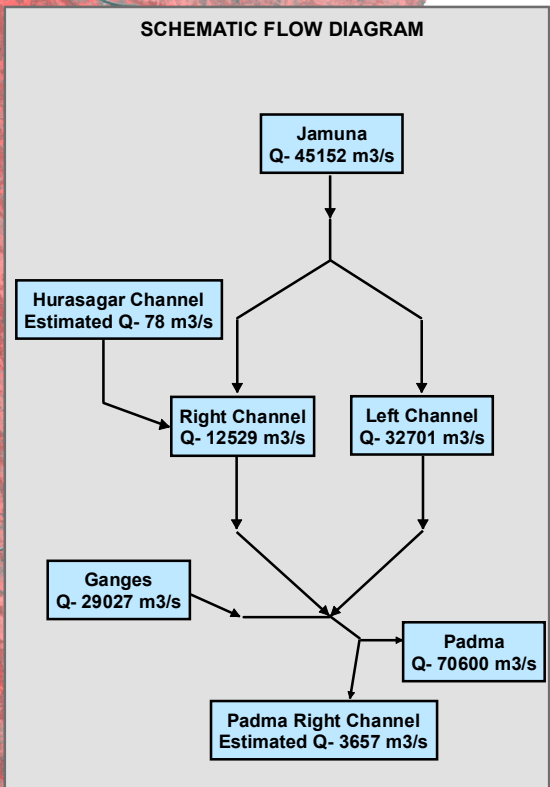 SCHEMATIC FLOW DIAGRAM
Jamuna
Q- 45152 m3/s
Hurasagar Channel
Estimated Q- 78 m3/s
Right Channel
Q- 12529 m3/s
Left Channel
Q- 32701 m3/s
Ganges
Q- 29027 m3/s
Padma
Q- 70600 m3/s
Padma Right Channel
Estimated Q- 3657 m3/s